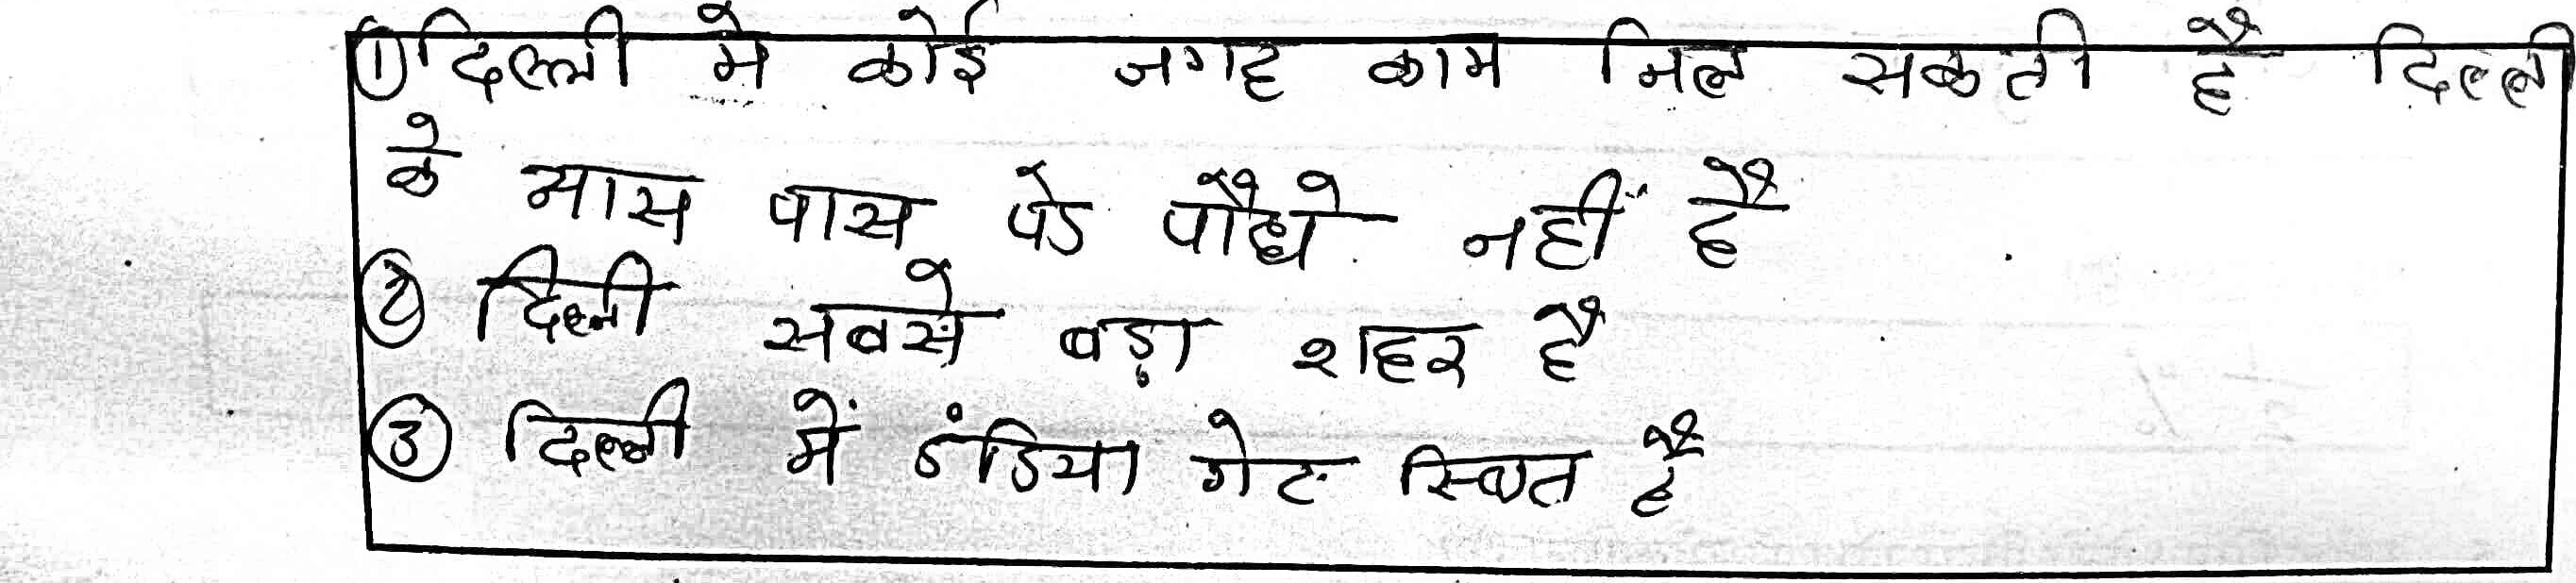 ① दिल्ली मे कोई जगह काम मिल सकती है दिल्ली
के आस पास पेड पौधे नहीं है
② दिल्ली सबसे बड़ा शहर है
③ दिल्ली में इंडिया गेट स्थित है